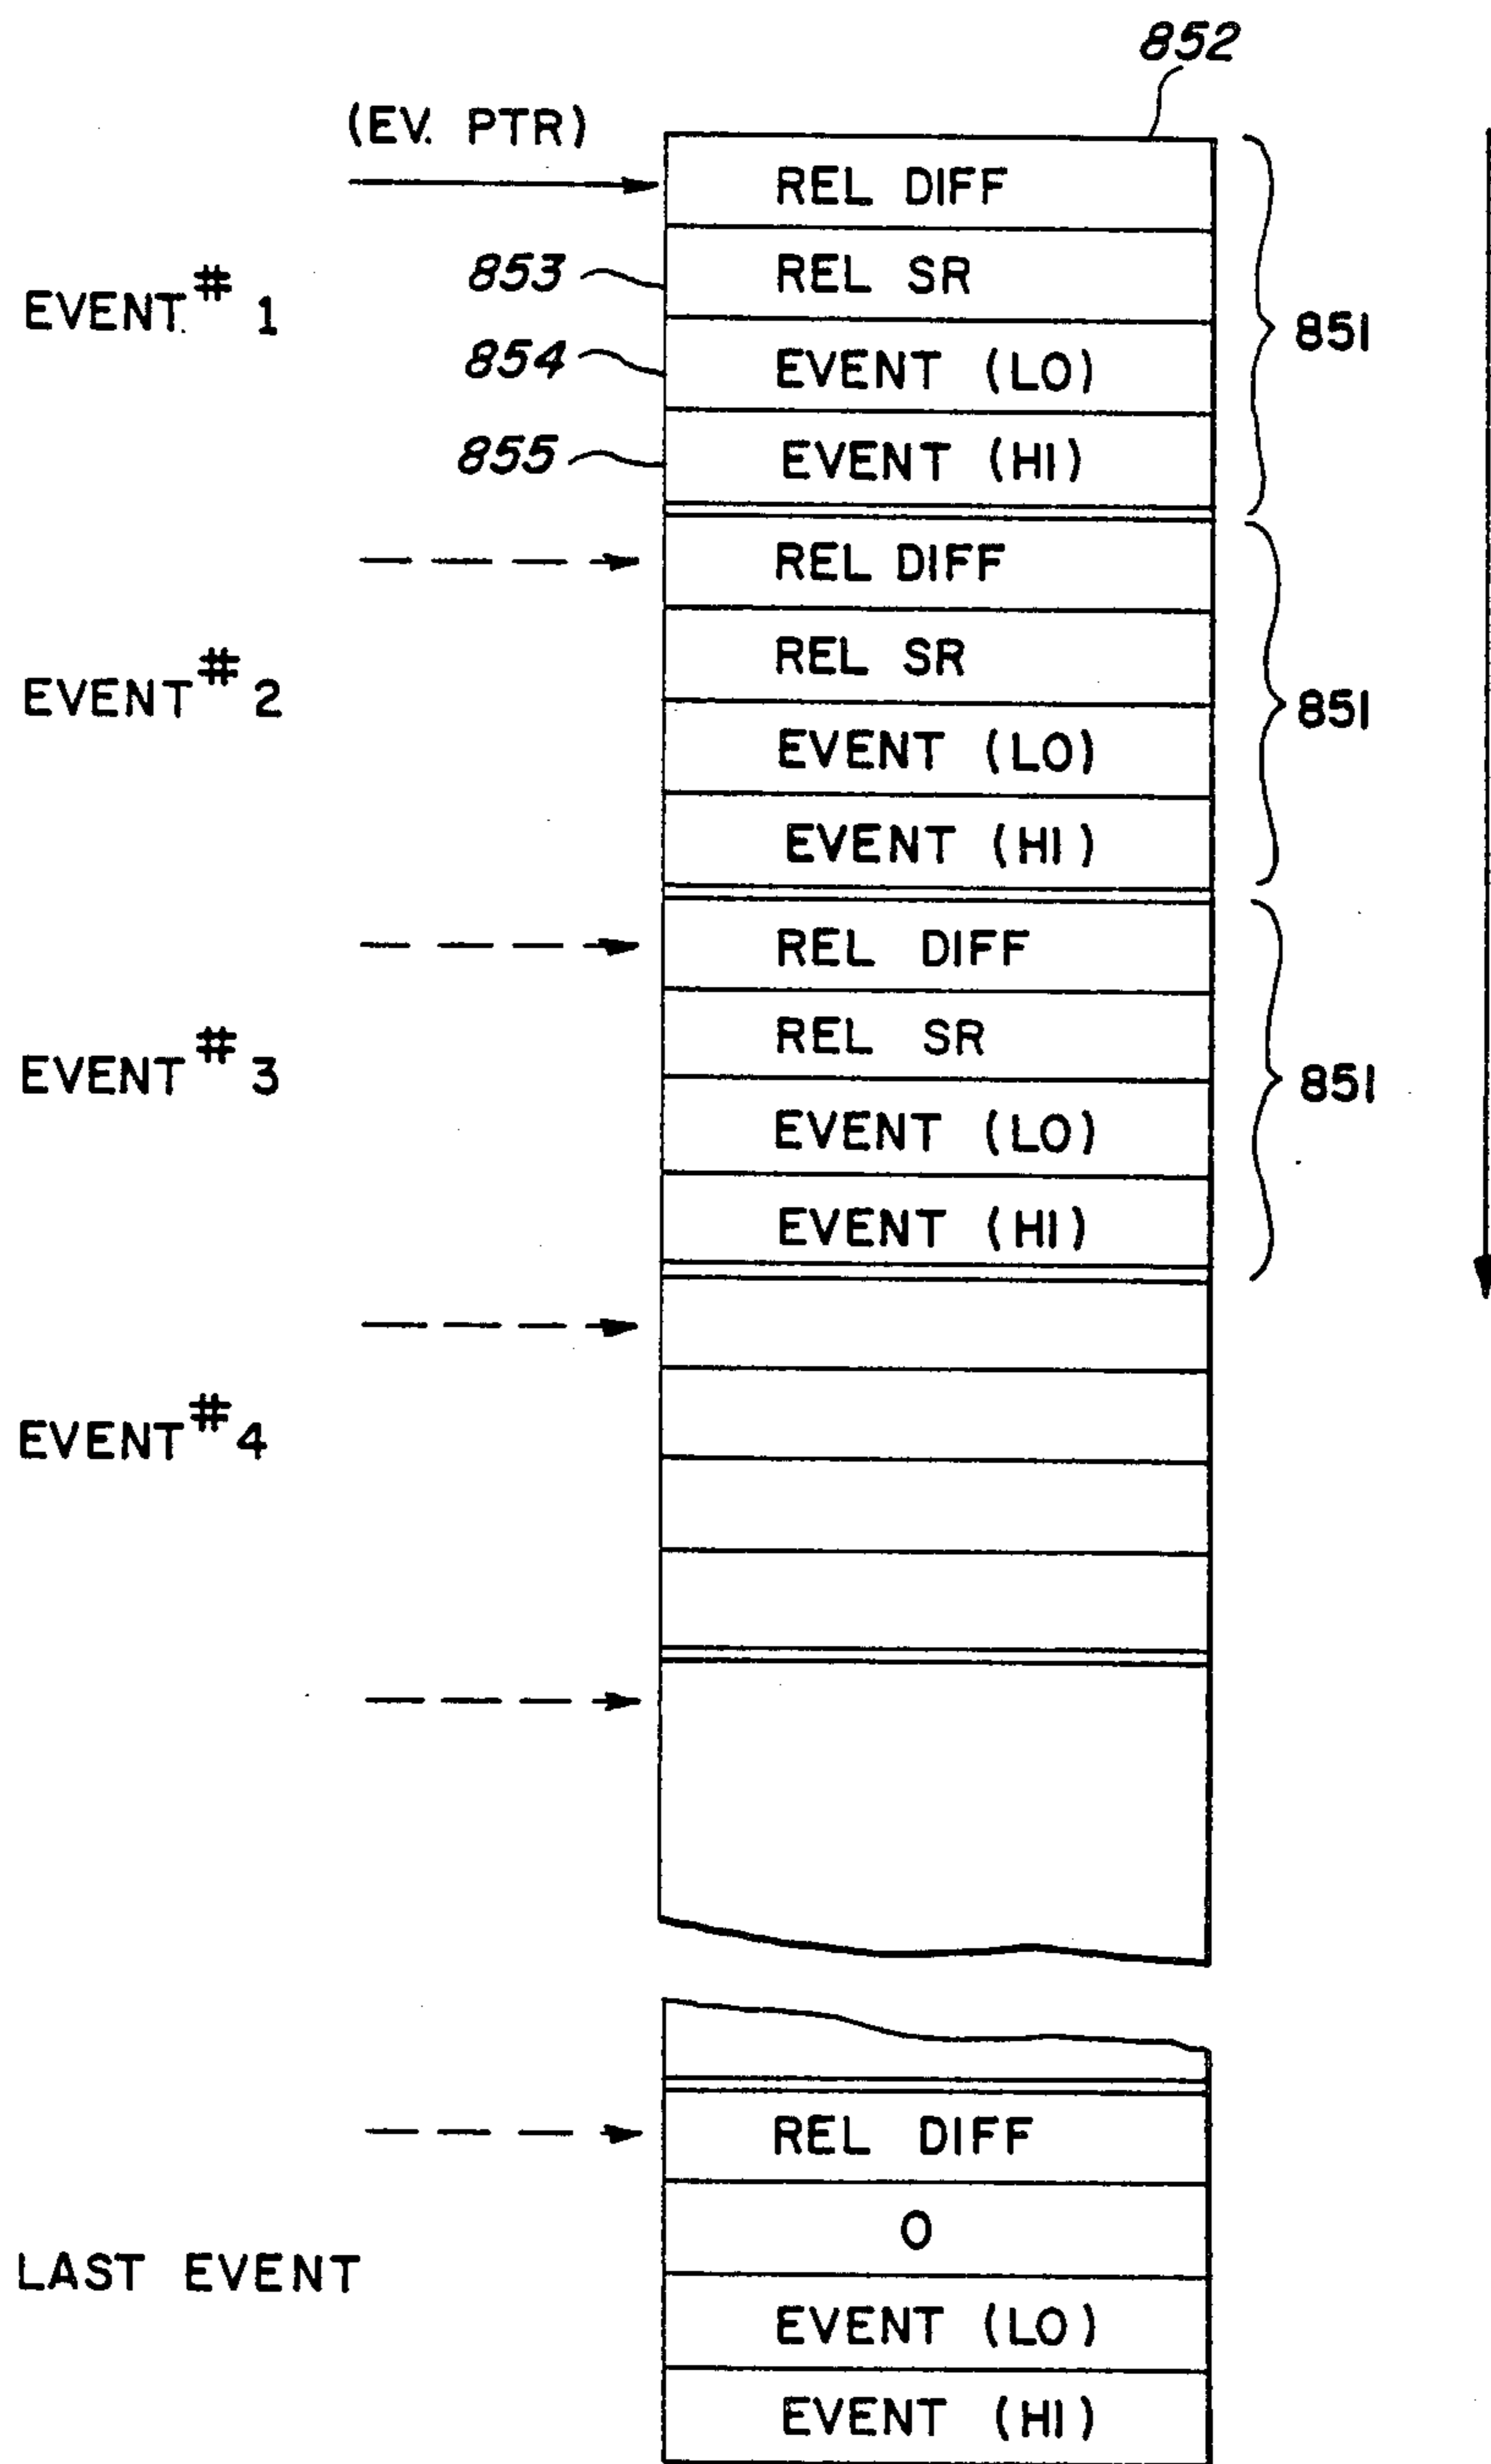 852
(EV. PTR)
REL DIFF
EVENT # 1
853
REL SR
851
854
EVENT (LO)
855
EVENT (HI)
REL DIFF
EVENT # 2
REL SR
851
EVENT (LO)
EVENT (HI)
REL DIFF
EVENT # 3
REL SR
851
EVENT (LO)
EVENT (HI)
EVENT # 4
REL DIFF
0
LAST EVENT
EVENT (LO)
EVENT (HI)